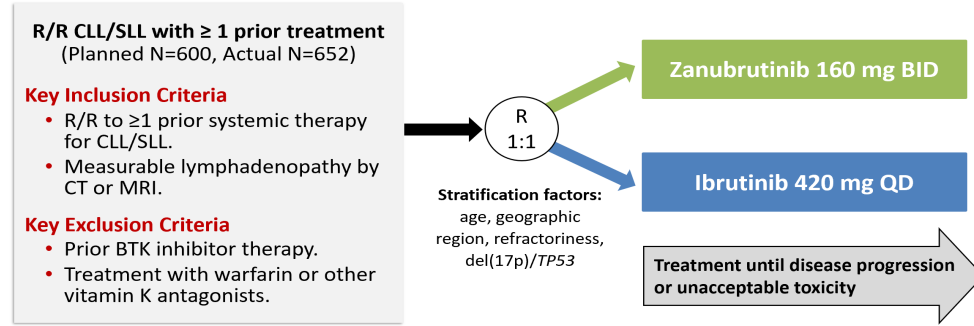 R/R CLL/SLL with ≥ 1 prior treatment
(Planned N=600, Actual N=652)
Key Inclusion Criteria
• R/R to ≥1 prior systemic therapy
for CLL/SLL.
• Measurable lymphadenopathy by
CT or MRI.
Key Exclusion Criteria
• Prior BTK inhibitor therapy.
• Treatment with warfarin or other
vitamin K antagonists.
R
1:1
Stratification factors:
age, geographic
region, refractoriness,
del(17p)/TP53
Zanubrutinib 160 mg BID
Ibrutinib 420 mg QD
Treatment until disease progression
or unacceptable toxicity